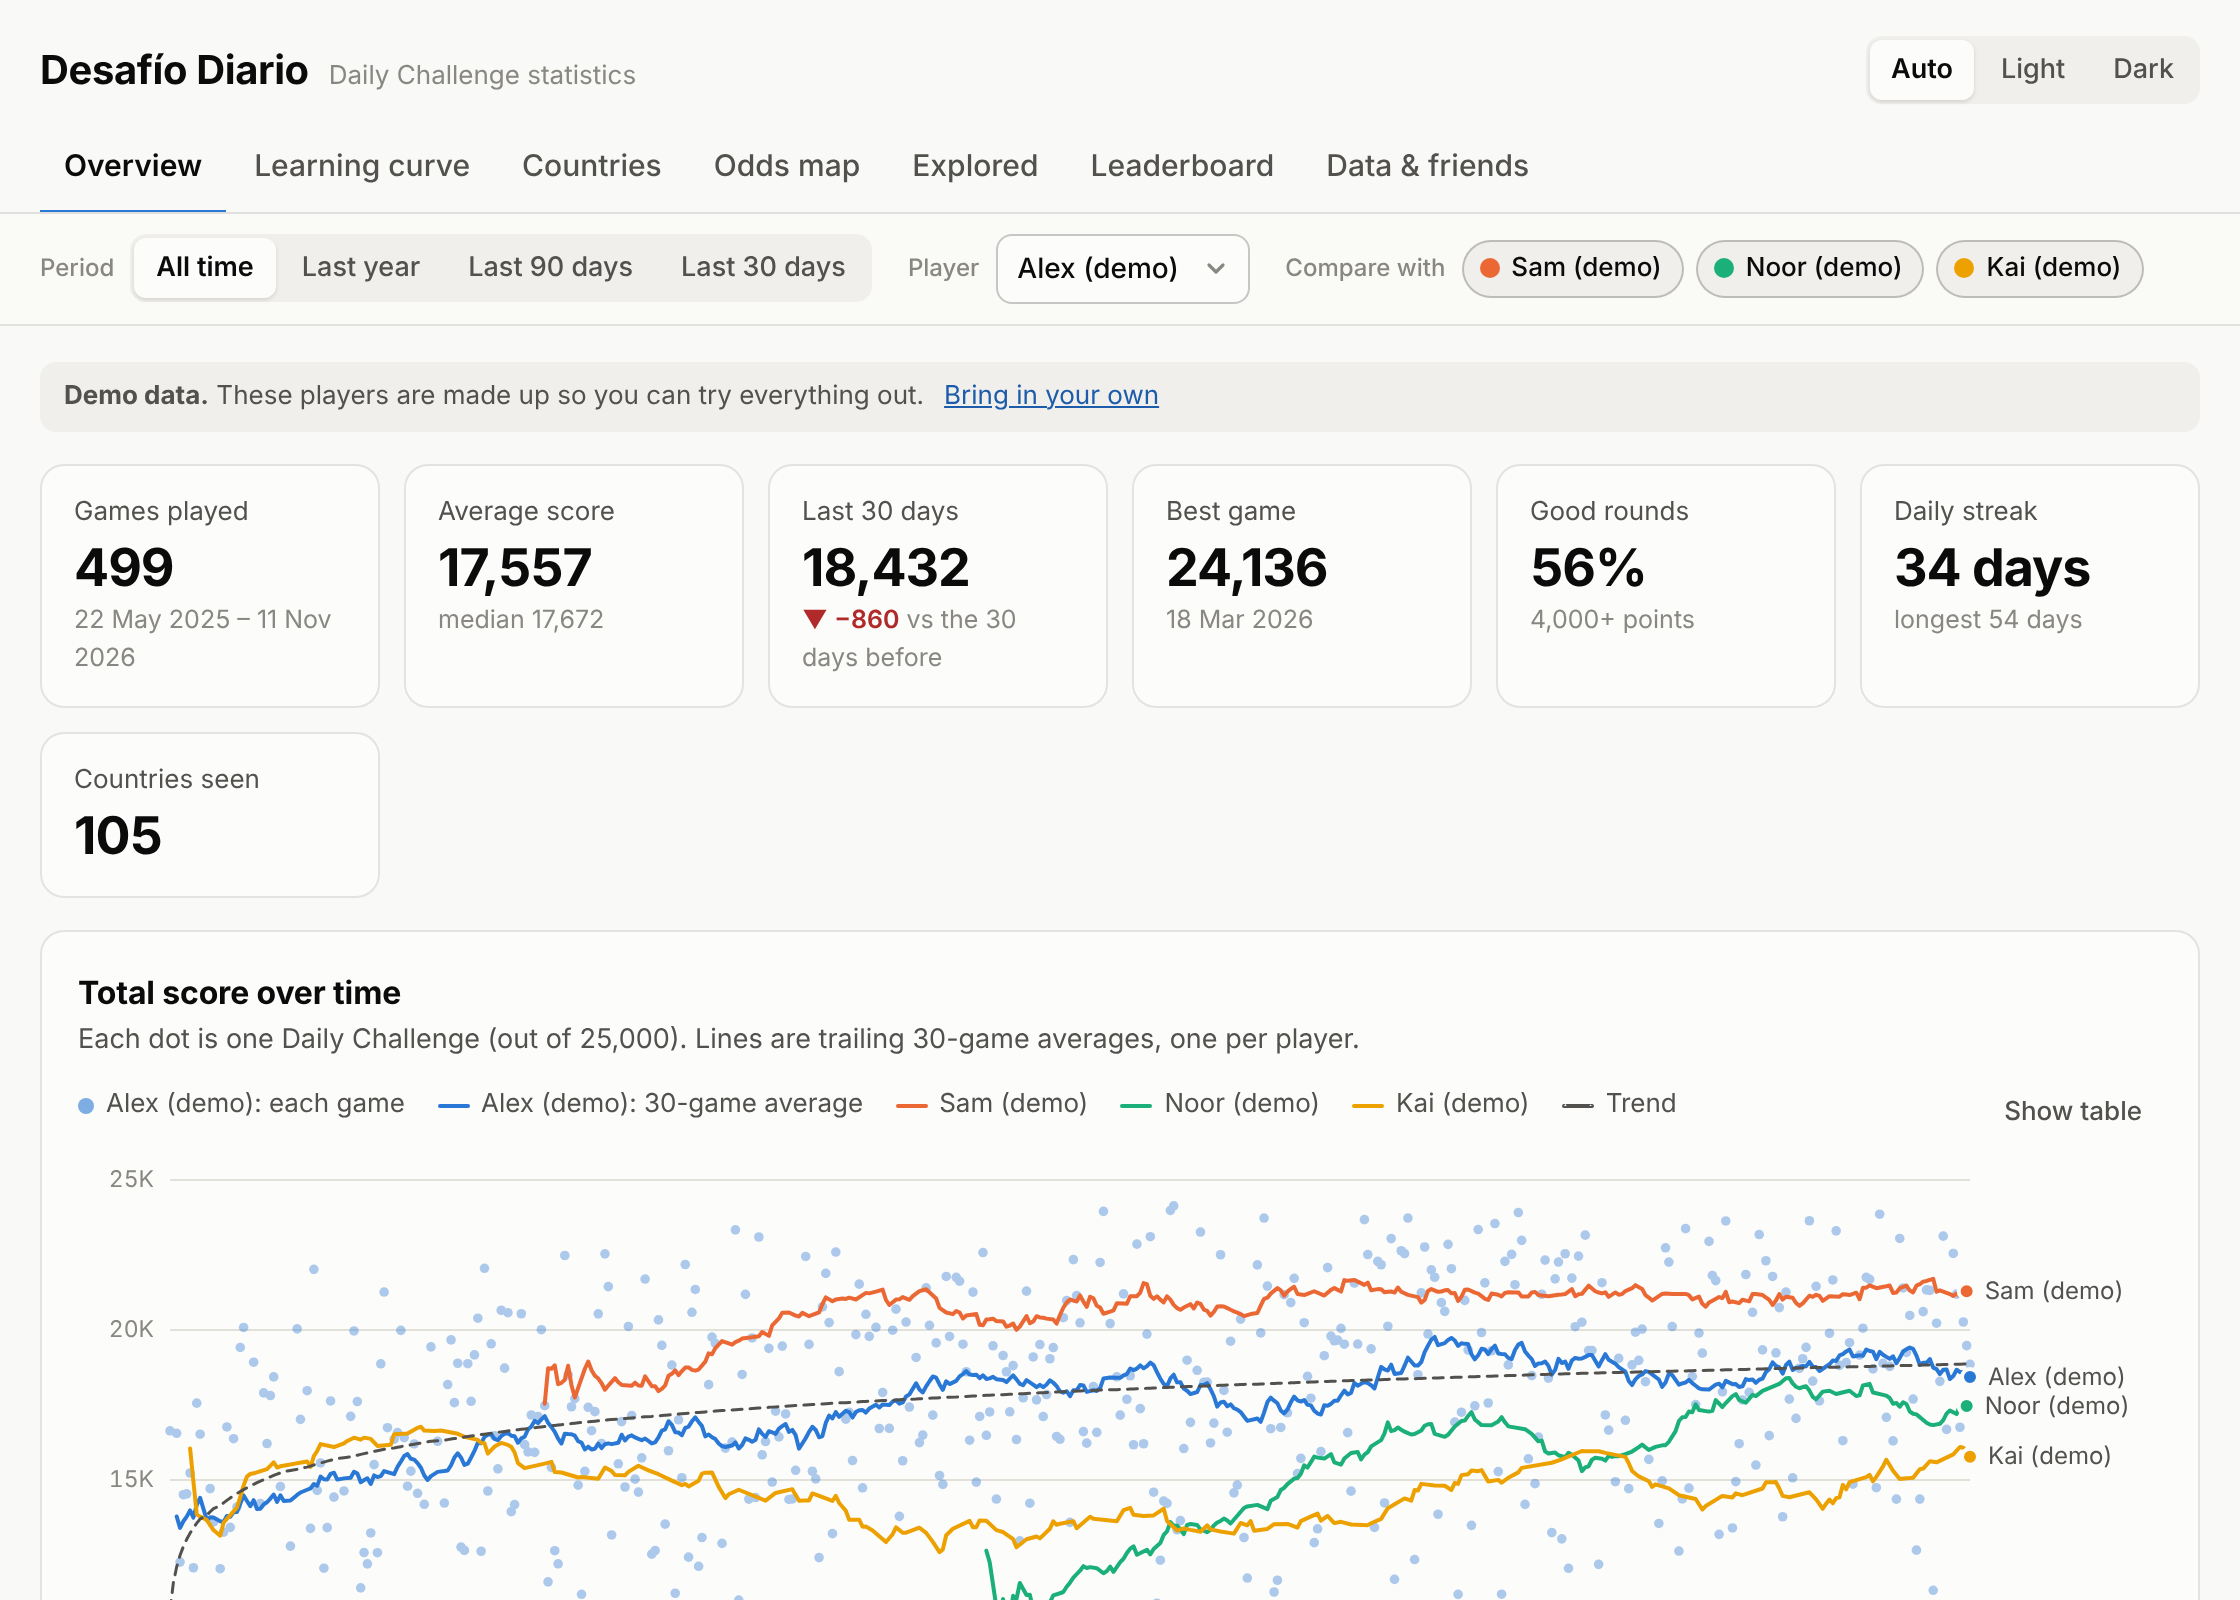 Desafío Diario Daily Challenge statistics
Auto Light Dark
Overview Learning curve Countries Odds map Explored Leaderboard Data & friends
Period All time Last year Last 90 days Last 30 days Player Alex (demo) Compare with Sam (demo) Noor (demo) Kai (demo)
Demo data. These players are made up so you can try everything out. Bring in your own
Games played
499
22 May 2025 – 11 Nov
2026
Average score
17,557
median 17,672
Last 30 days
18,432
▼ −860 vs the 30
days before
Best game
24,136
18 Mar 2026
Good rounds
56%
4,000+ points
Daily streak
34 days
longest 54 days
Countries seen
105
Total score over time
Each dot is one Daily Challenge (out of 25,000). Lines are trailing 30-game averages, one per player.
Alex (demo): each game Alex (demo): 30-game average Sam (demo) Noor (demo) Kai (demo) Trend
Show table
25K
20K
15K
Sam (demo)
Alex (demo)
Noor (demo)
Kai (demo)